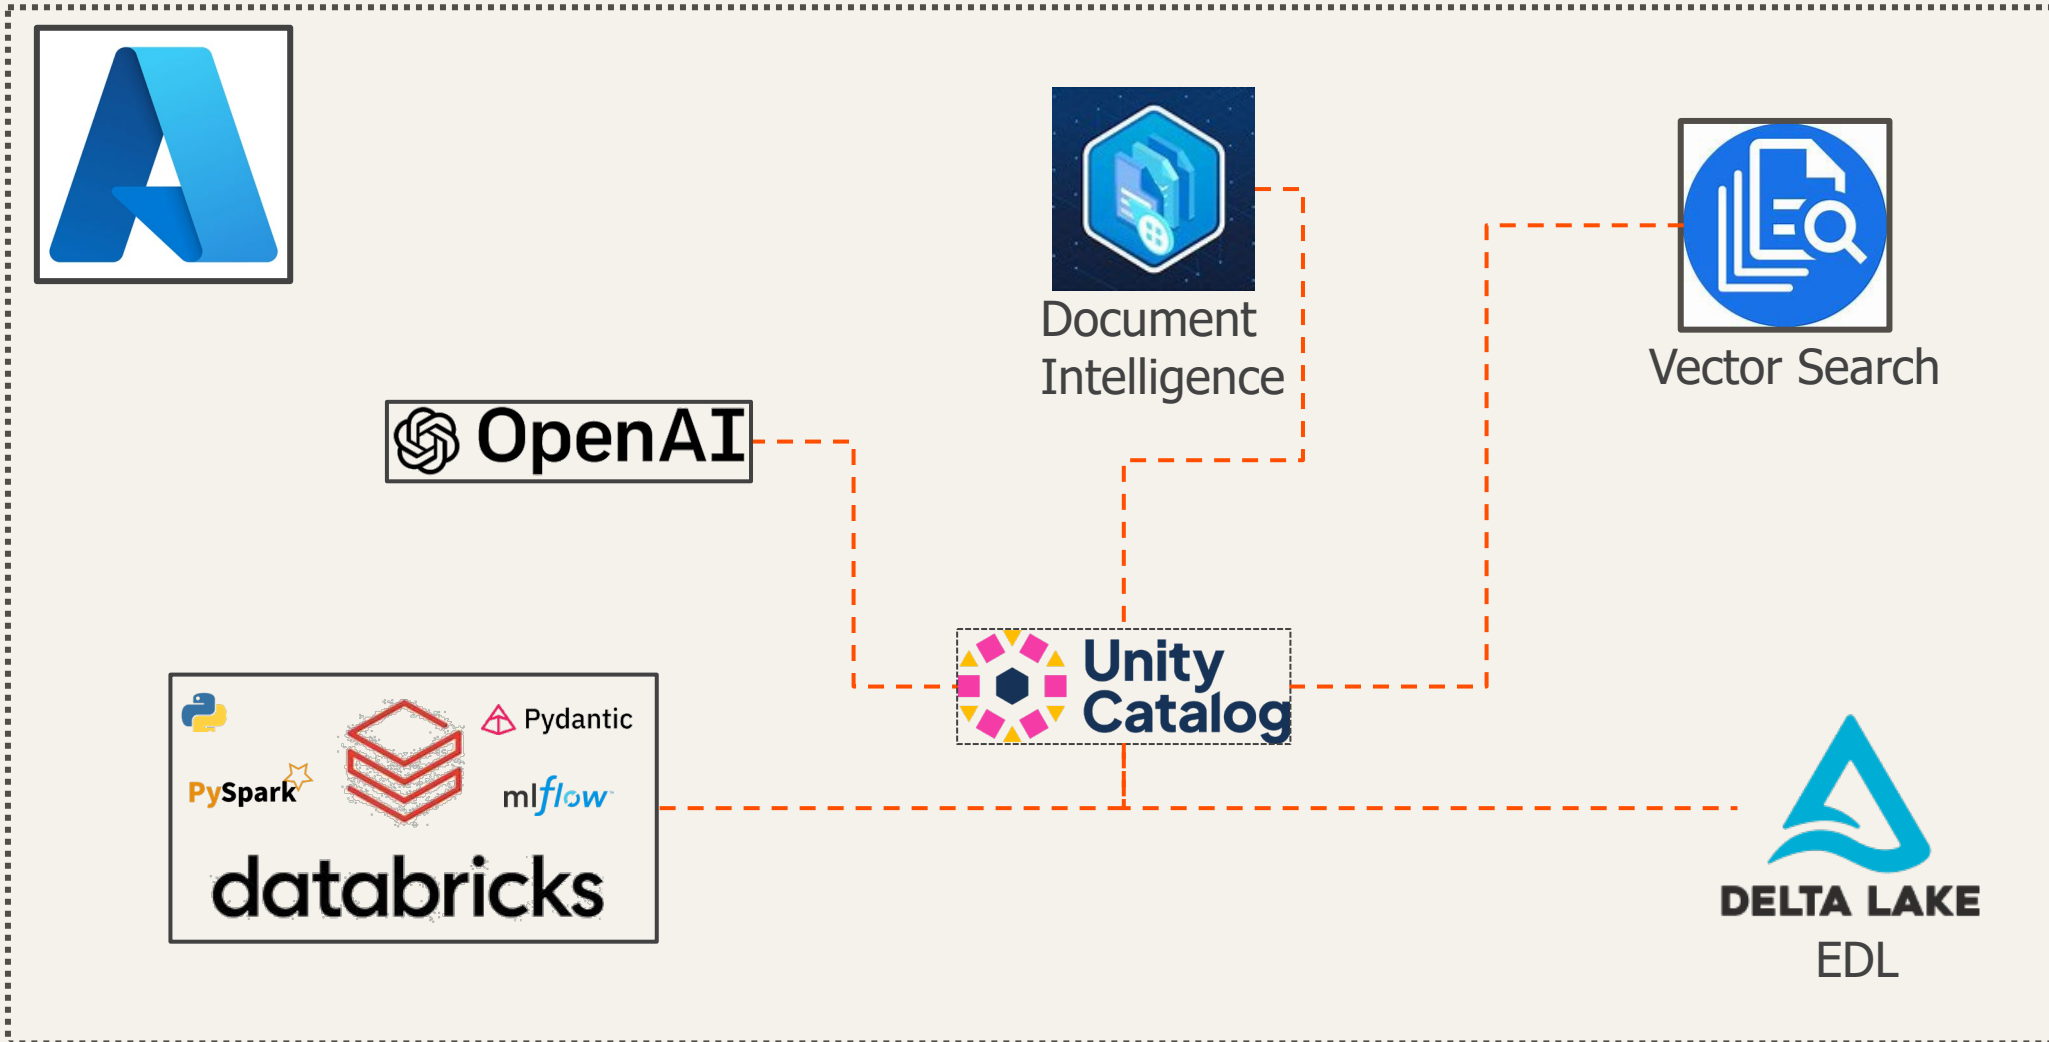 Document
Intelligence
Vector Search
OpenAI
Unity
Catalog
Pydantic
PySpark
mlflow
databricks
DELTA LAKE
EDL